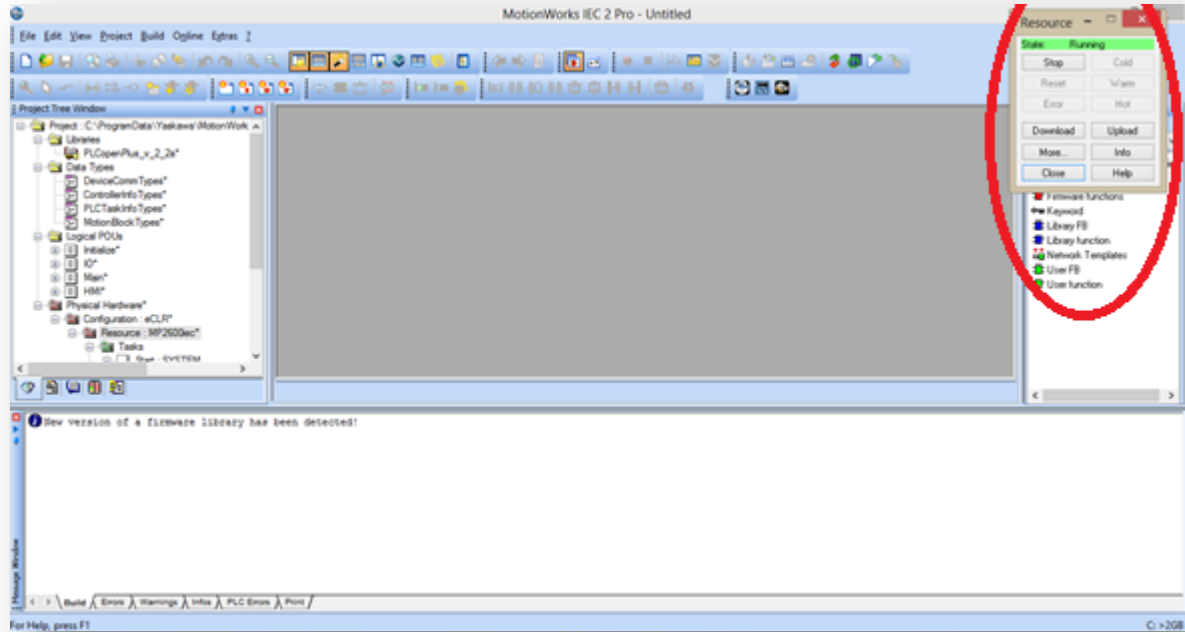 MotionWorks IEC 2 Pro - Untitled
File Edit View Project Build Online Extras ?
Resource
State: Running
Stop Cold
Reset Warm
Error Hot
Download Upload
More... Info
Close Help
Project Tree Window
Project : C:\ProgramData\Yaskawa\MotionWork
Libraries
PLCopenPlus_v_2_2a*
Data Types
DeviceCommTypes*
ControllerInfoTypes*
PLCTaskInfoTypes*
MotionBlockTypes*
Logical POUs
Initialize*
IO*
Main*
HMI*
Physical Hardware*
Configuration : eCLR*
Resource : MP2600iec*
Tasks
Start : SYSTEM
Firmware functions
Keyword
Library FB
Library function
Network Templates
User FB
User function
New version of a firmware library has been detected!
Message Window
Build Errors Warnings Infos PLC Errors Print
For Help, press F1
C: >2GB